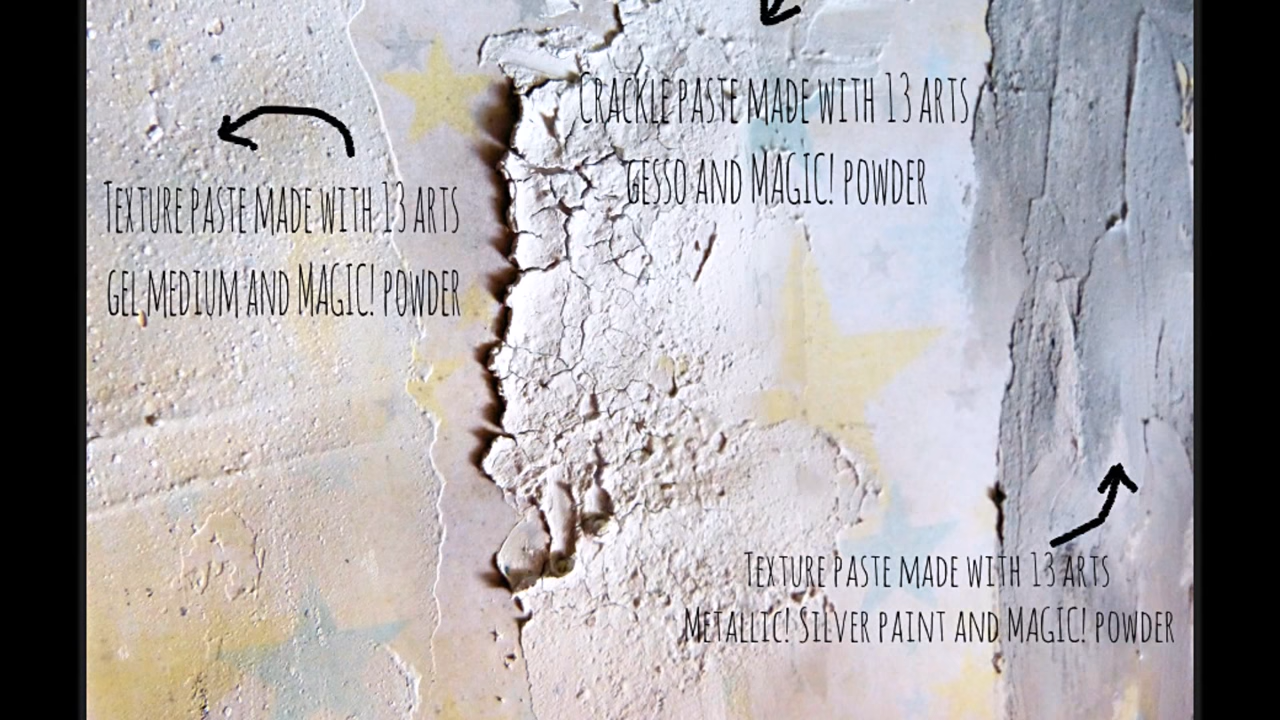 Texture paste made with 13 arts
gel medium and MAGIC! powder
Crackle paste made with 13 arts
gesso and MAGIC! powder
Texture paste made with 13 arts
Metallic! Silver paint and MAGIC! powder